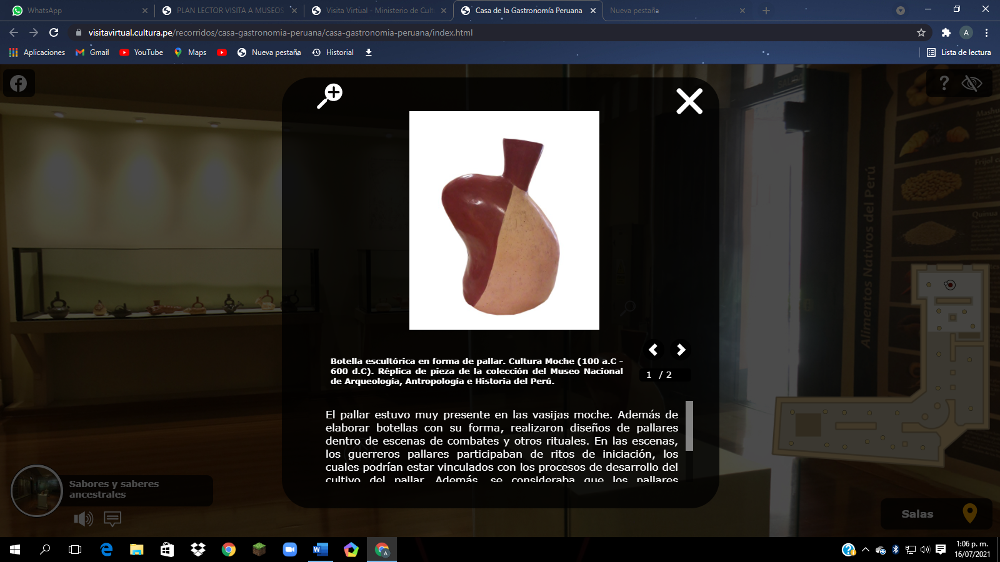 WhatsApp
PLAN LECTOR VISITA A MUSEOS
Visita Virtual - Ministerio de Cultu
Casa de la Gastronomía Peruana
Nueva pestaña
visitavirtual.cultura.pe/recorridos/casa-gastronomia-peruana/casa-gastronomia-peruana/index.html
A
Aplicaciones
Gmail
YouTube
Maps
Nueva pestaña
Historial
Lista de lectura
?
SALIDA
Mashu
Frijol c
Quinua
Alimentos Nativos del Perú
Botella escultórica en forma de pallar. Cultura Moche (100 a.C -
600 d.C). Réplica de pieza de la colección del Museo Nacional
de Arqueología, Antropología e Historia del Perú.
1 / 2
El pallar estuvo muy presente en las vasijas moche. Además de
elaborar botellas con su forma, realizaron diseños de pallares
dentro de escenas de combates y otros rituales. En las escenas,
los guerreros pallares participaban de ritos de iniciación, los
cuales podrían estar vinculados con los procesos de desarrollo del
cultivo del pallar. Además, se consideraba que los pallares
Sabores y saberes
ancestrales
Salas
1:06 p. m.
16/07/2021